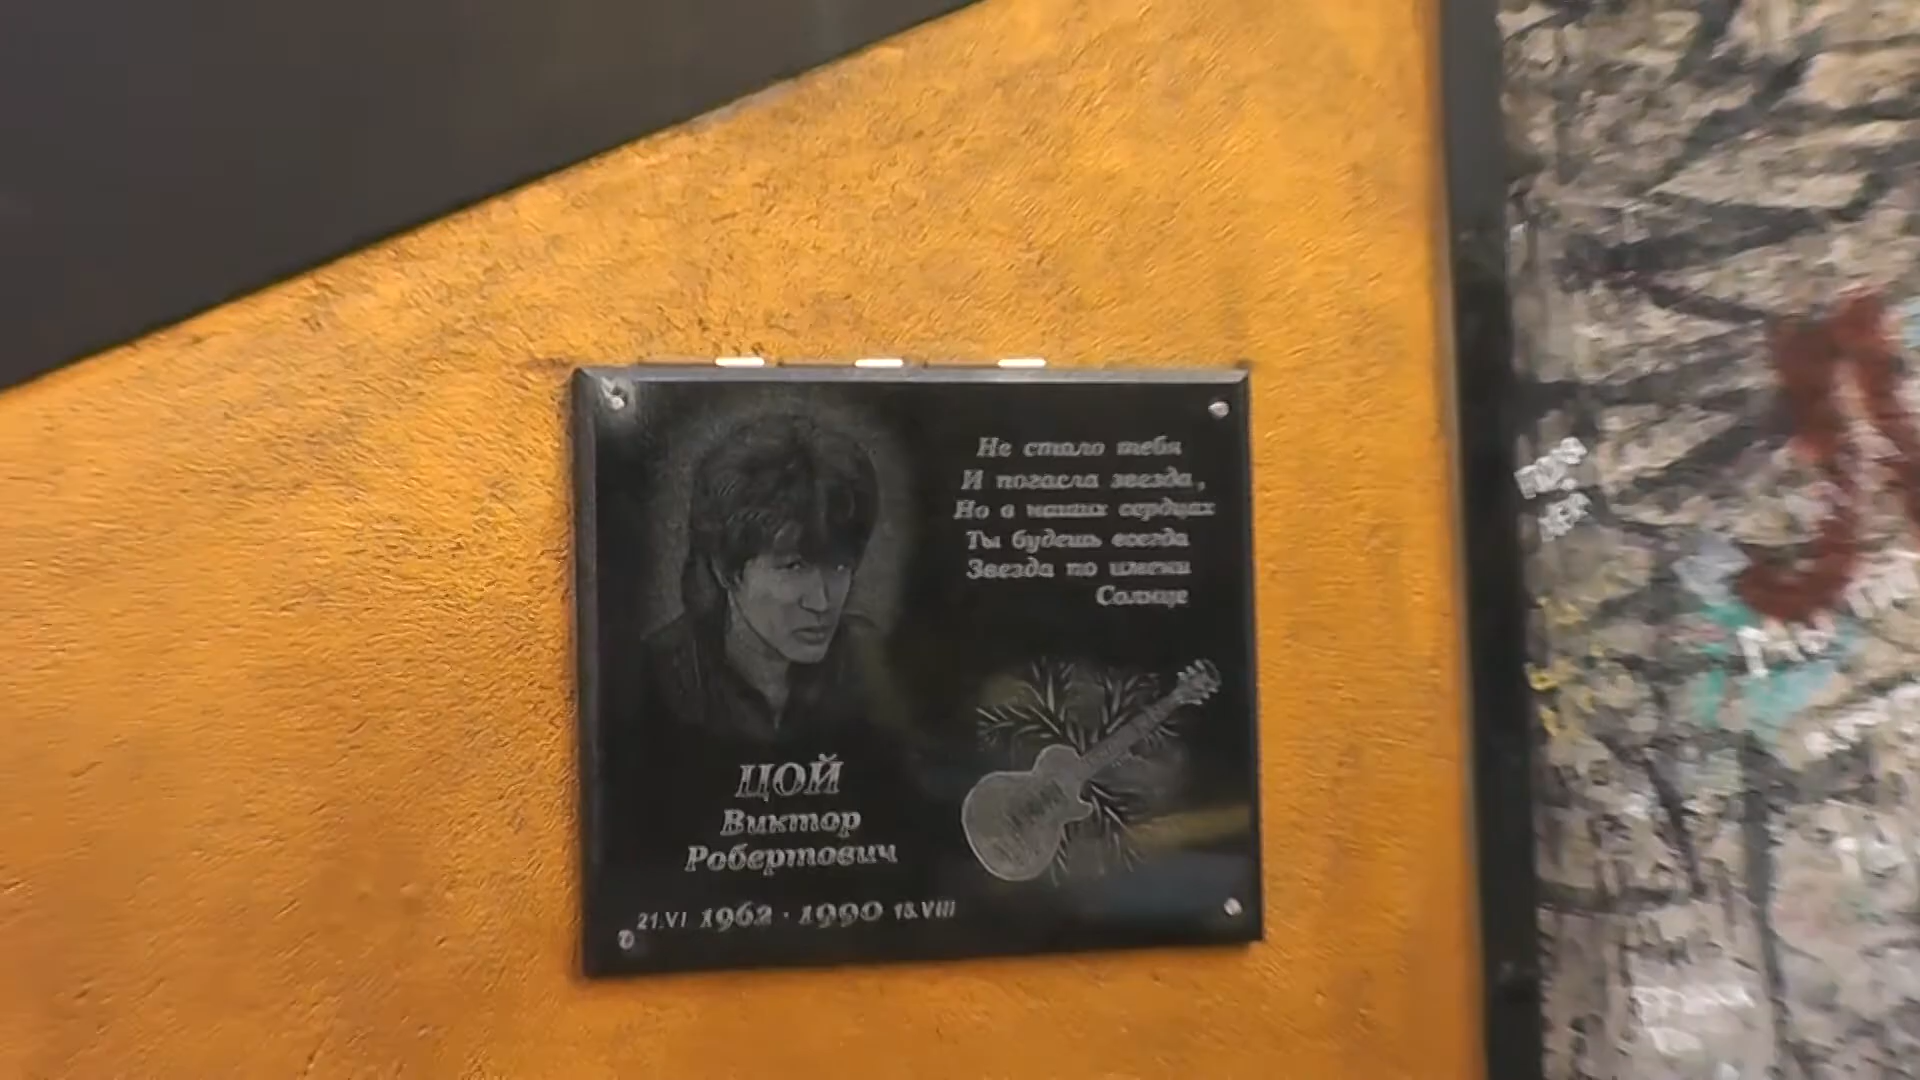 Не стало тебя
И погасла звезда,
Но в наших сердцах
Ты будешь всегда
Звезда по имени
Солнце
ЦОЙ
Виктор
Робертович
21.VI 1962 · 1990 15.VIII